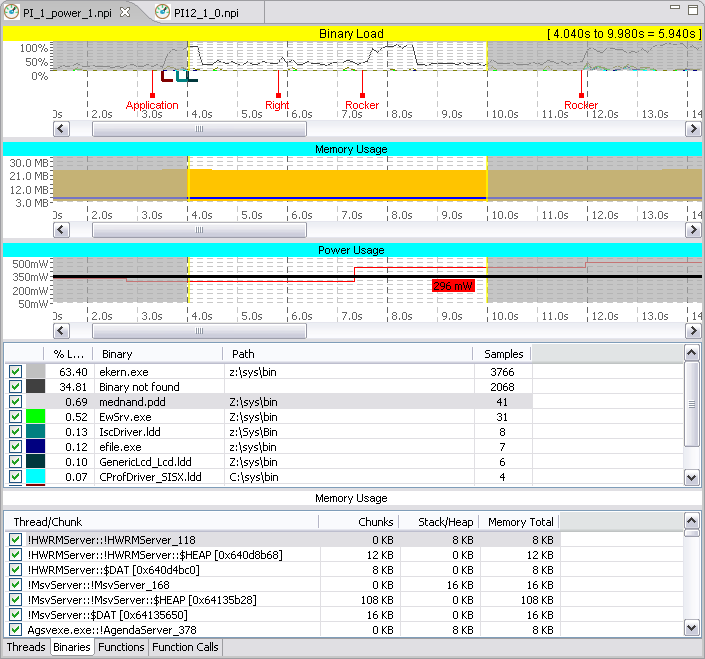 PI_1_power_1.npi PI12_1_0.npi
Binary Load [ 4.040s to 9.980s = 5.940s ]
100%
50%
0%
Application Right Rocker Rocker
0s 2.0s 3.0s 4.0s 5.0s 6.0s 7.0s 8.0s 9.0s 10.0s 11.0s 12.0s 13.0s 14
Memory Usage
30.0 MB
21.0 MB
12.0 MB
3.0 MB
0s 2.0s 3.0s 4.0s 5.0s 6.0s 7.0s 8.0s 9.0s 10.0s 11.0s 12.0s 13.0s 14
Power Usage
500mW
350mW
200mW
50mW
296 mW
0s 2.0s 3.0s 4.0s 5.0s 6.0s 7.0s 8.0s 9.0s 10.0s 11.0s 12.0s 13.0s 14
% L... Binary Path Samples
63.40 ekern.exe z:\sys\bin 3766
34.81 Binary not found 2068
0.69 mednand.pdd Z:\sys\bin 41
0.52 EwSrv.exe Z:\sys\bin 31
0.13 IscDriver.ldd z:\Sys\Bin 8
0.12 efile.exe z:\sys\bin 7
0.10 GenericLcd_Lcd.ldd Z:\sys\bin 6
0.07 CProfDriver_SISX.ldd C:\sys\bin 4
Memory Usage
Thread/Chunk Chunks Stack/Heap Memory Total
!HWRMServer::!HWRMServer_118 0 KB 8 KB 8 KB
!HWRMServer::!HWRMServer::$HEAP [0x640d8b68] 12 KB 0 KB 12 KB
!HWRMServer::$DAT [0x640d4bc0] 8 KB 0 KB 8 KB
!MsvServer::!MsvServer_168 0 KB 16 KB 16 KB
!MsvServer::!MsvServer::$HEAP [0x64135b28] 108 KB 0 KB 108 KB
!MsvServer::$DAT [0x64135650] 16 KB 0 KB 16 KB
Agsvexe.exe::!AgendaServer_378 0 KB 8 KB 8 KB
Threads Binaries Functions Function Calls